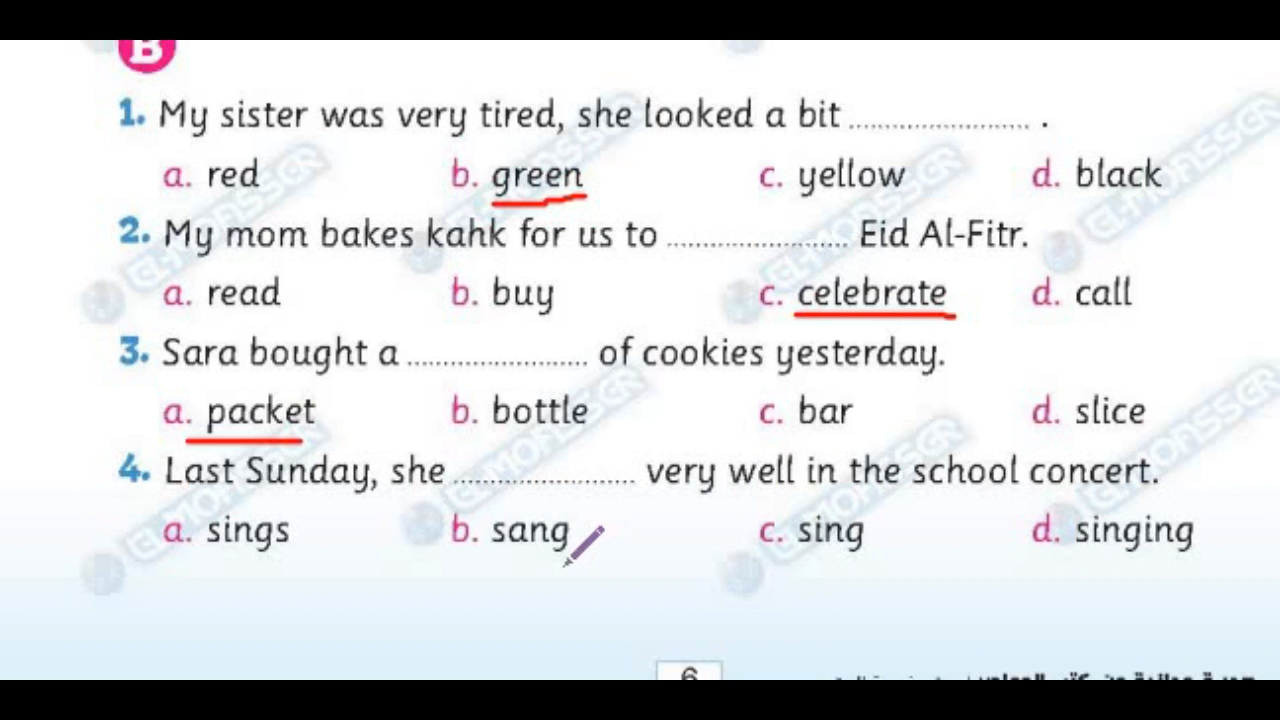 B
1. My sister was very tired, she looked a bit ........................ .
a. red b. green c. yellow d. black
2. My mom bakes kahk for us to ........................ Eid Al-Fitr.
a. read b. buy c. celebrate d. call
3. Sara bought a ........................ of cookies yesterday.
a. packet b. bottle c. bar d. slice
4. Last Sunday, she ........................ very well in the school concert.
a. sings b. sang c. sing d. singing
6